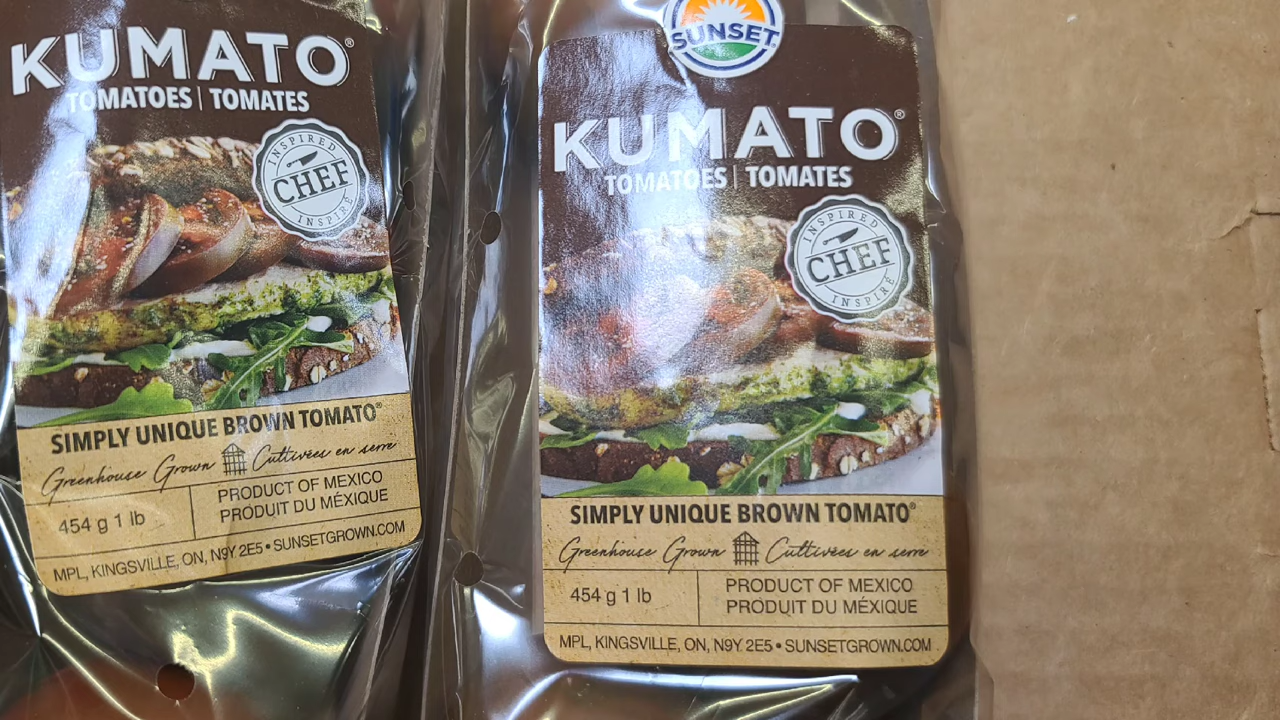 KUMATO®
TOMATOES | TOMATES
INSPIRED
CHEF
INSPIRÉ
SIMPLY UNIQUE BROWN TOMATO®
Greenhouse Grown Cultivées en serre
454 g 1 lb
PRODUCT OF MEXICO
PRODUIT DU MÉXIQUE
MPL, KINGSVILLE, ON, N9Y 2E5 • SUNSETGROWN.COM
SUNSET®
KUMATO®
TOMATOES | TOMATES
INSPIRED
CHEF
INSPIRÉ
SIMPLY UNIQUE BROWN TOMATO®
Greenhouse Grown Cultivées en serre
454 g 1 lb
PRODUCT OF MEXICO
PRODUIT DU MÉXIQUE
MPL, KINGSVILLE, ON, N9Y 2E5 • SUNSETGROWN.COM